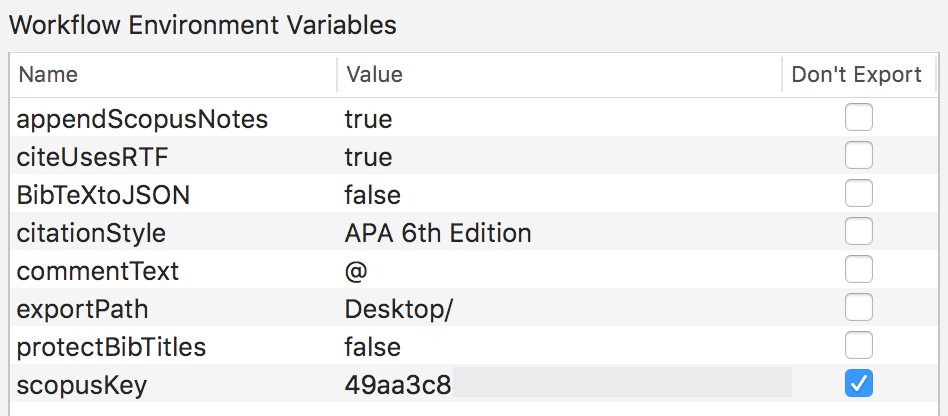 Workflow Environment Variables
Name Value Don't Export
appendScopusNotes true
citeUsesRTF true
BibTeXtoJSON false
citationStyle APA 6th Edition
commentText @
exportPath Desktop/
protectBibTitles false
scopusKey 49aa3c8